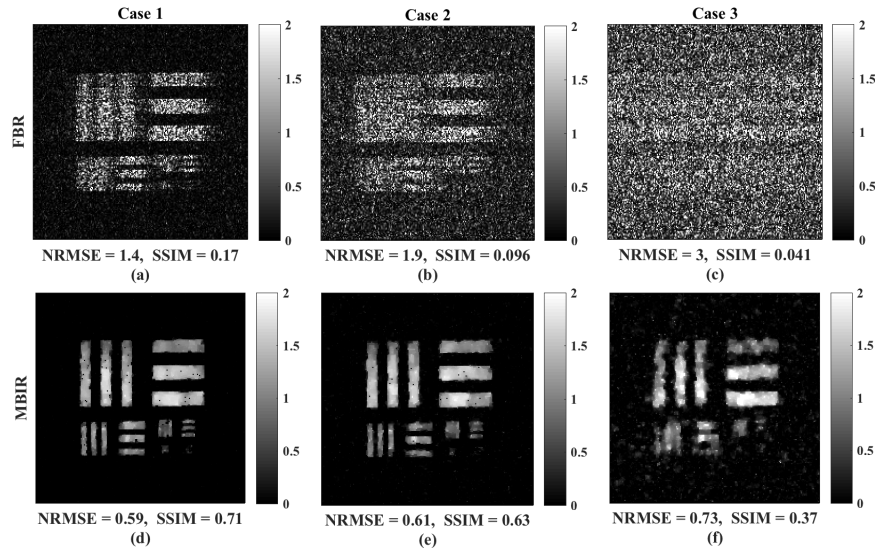 Case 1
Case 2
Case 3
FBR
2
1.5
1
0.5
0
2
1.5
1
0.5
0
2
1.5
1
0.5
0
NRMSE = 1.4, SSIM = 0.17
NRMSE = 1.9, SSIM = 0.096
NRMSE = 3, SSIM = 0.041
(a)
(b)
(c)
MBIR
2
1.5
1
0.5
0
2
1.5
1
0.5
0
2
1.5
1
0.5
0
NRMSE = 0.59, SSIM = 0.71
NRMSE = 0.61, SSIM = 0.63
NRMSE = 0.73, SSIM = 0.37
(d)
(e)
(f)